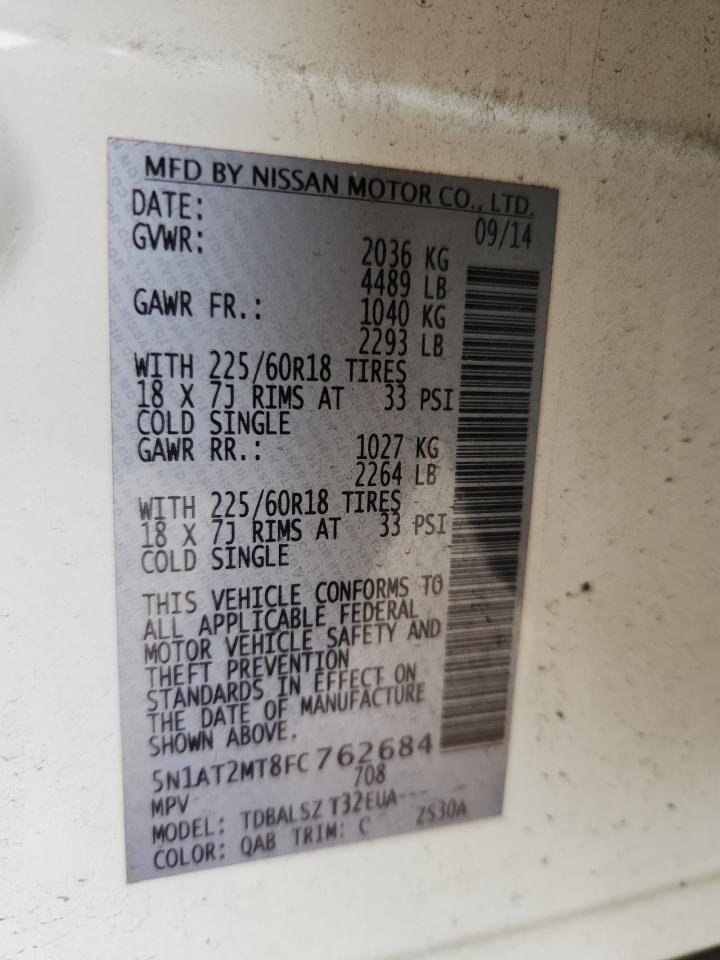 MFD BY NISSAN MOTOR CO., LTD.
DATE: 09/14
GVWR: 2036 KG
4489 LB
GAWR FR.: 1040 KG
2293 LB
WITH 225/60R18 TIRES
18 X 7J RIMS AT 33 PSI
COLD SINGLE
GAWR RR.: 1027 KG
2264 LB
WITH 225/60R18 TIRES
18 X 7J RIMS AT 33 PSI
COLD SINGLE
THIS VEHICLE CONFORMS TO
ALL APPLICABLE FEDERAL
MOTOR VEHICLE SAFETY AND
THEFT PREVENTION
STANDARDS IN EFFECT ON
THE DATE OF MANUFACTURE
SHOWN ABOVE.
5N1AT2MT8FC762684
MPV 708
MODEL: TDBALSZ T32EUA---
COLOR: QAB TRIM: C ZS30A